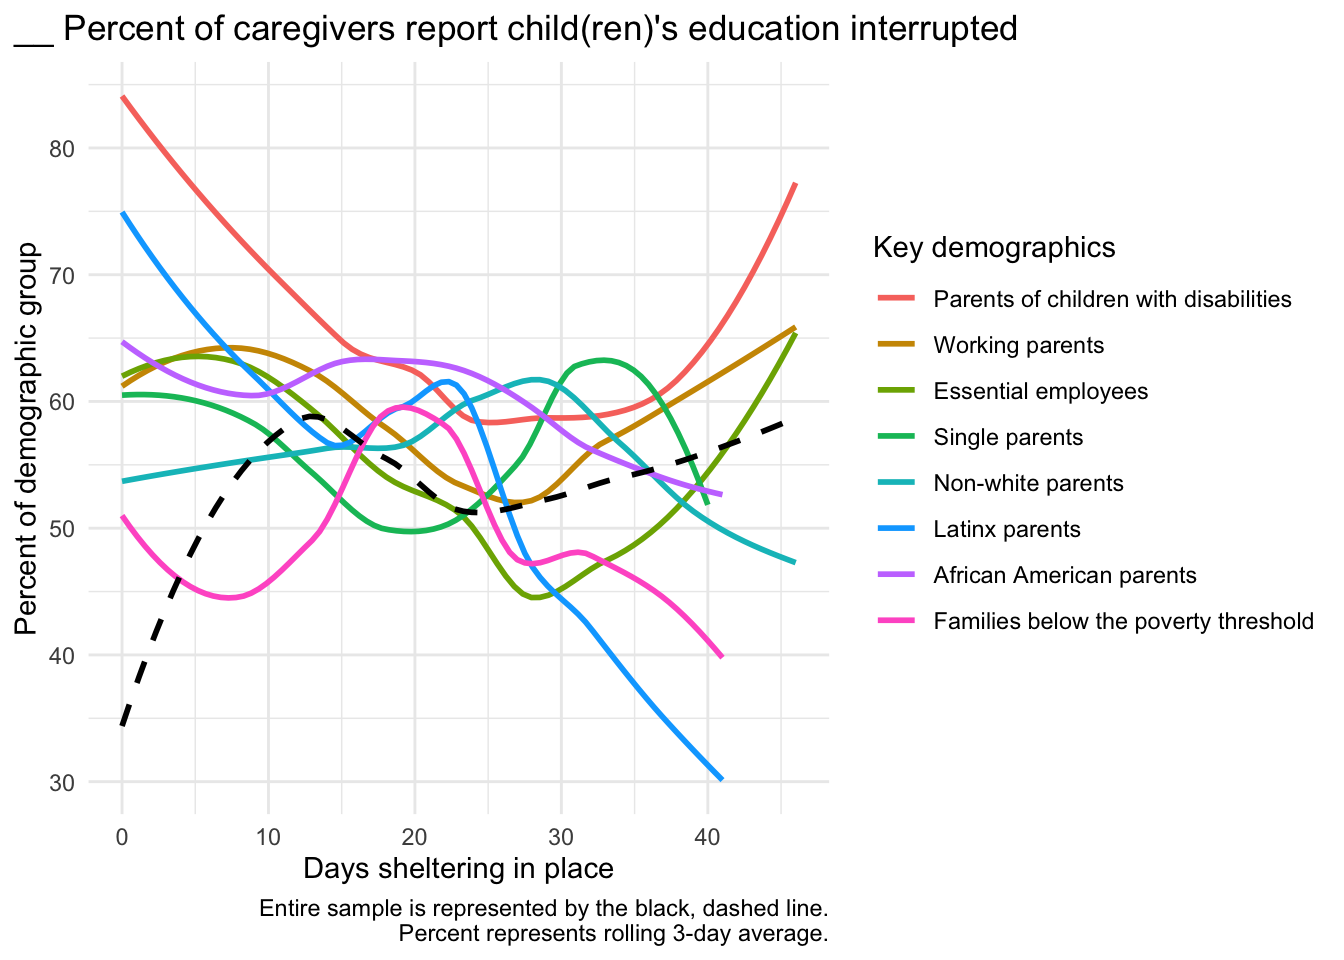 __ Percent of caregivers report child(ren)'s education interrupted
Percent of demographic group
80
70
60
50
40
30
0 10 20 30 40
Days sheltering in place
Key demographics
Parents of children with disabilities
Working parents
Essential employees
Single parents
Non-white parents
Latinx parents
African American parents
Families below the poverty threshold
Entire sample is represented by the black, dashed line.
Percent represents rolling 3-day average.